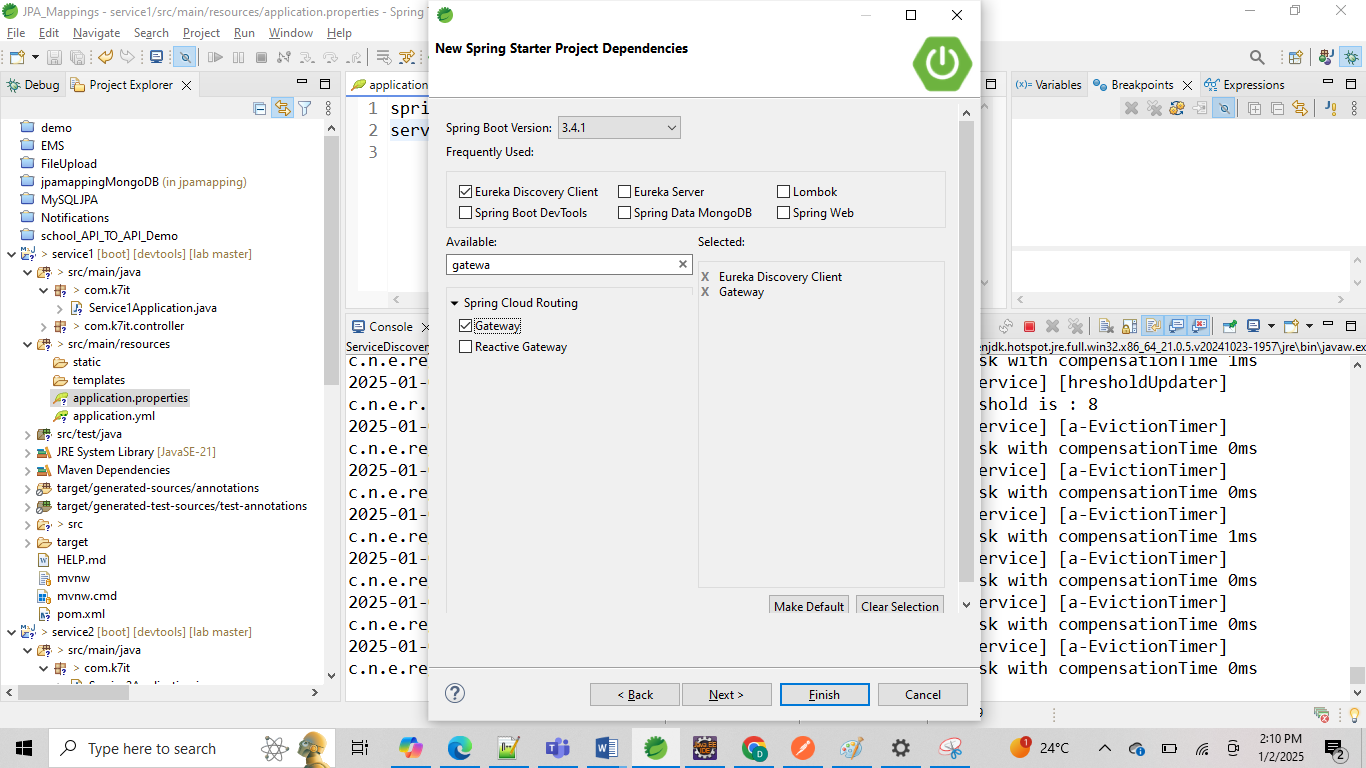 JPA_Mappings - service1/src/main/resources/application.properties - Spring
File Edit Navigate Search Project Run Window Help
Debug Project Explorer
demo
EMS
FileUpload
jpamappingMongoDB (in jpamapping)
MySQLJPA
Notifications
school_API_TO_API_Demo
> service1 [boot] [devtools] [lab master]
> src/main/java
> com.k7it
Service1Application.java
> com.k7it.controller
> src/main/resources
static
templates
application.properties
application.yml
src/test/java
JRE System Library [JavaSE-21]
Maven Dependencies
target/generated-sources/annotations
target/generated-test-sources/test-annotations
> src
target
HELP.md
mvnw
mvnw.cmd
pom.xml
> service2 [boot] [devtools] [lab master]
> src/main/java
> com.k7it
application
1 spri
2 serv
3
New Spring Starter Project Dependencies
Spring Boot Version: 3.4.1
Frequently Used:
Eureka Discovery Client Eureka Server Lombok
Spring Boot DevTools Spring Data MongoDB Spring Web
Available: Selected:
gatewa
X Eureka Discovery Client
X Gateway
Spring Cloud Routing
Gateway
Reactive Gateway
Make Default Clear Selection
< Back Next > Finish Cancel
(x)= Variables Breakpoints Expressions
Console
ServiceDiscover
enjdk.hotspot.jre.full.win32.x86_64_21.0.5.v20241023-1957\jre\bin\javaw.ex
c.n.e.re sk with compensationTime 1ms
2025-01- ervice] [hresholdUpdater]
c.n.e.r. shold is : 8
2025-01- ervice] [a-EvictionTimer]
c.n.e.re sk with compensationTime 0ms
2025-01- ervice] [a-EvictionTimer]
c.n.e.re sk with compensationTime 0ms
2025-01- ervice] [a-EvictionTimer]
c.n.e.re sk with compensationTime 1ms
2025-01- ervice] [a-EvictionTimer]
c.n.e.re sk with compensationTime 0ms
2025-01- ervice] [a-EvictionTimer]
c.n.e.re sk with compensationTime 0ms
2025-01- ervice] [a-EvictionTimer]
c.n.e.re sk with compensationTime 0ms
Type here to search
24°C
2:10 PM
1/2/2025
2